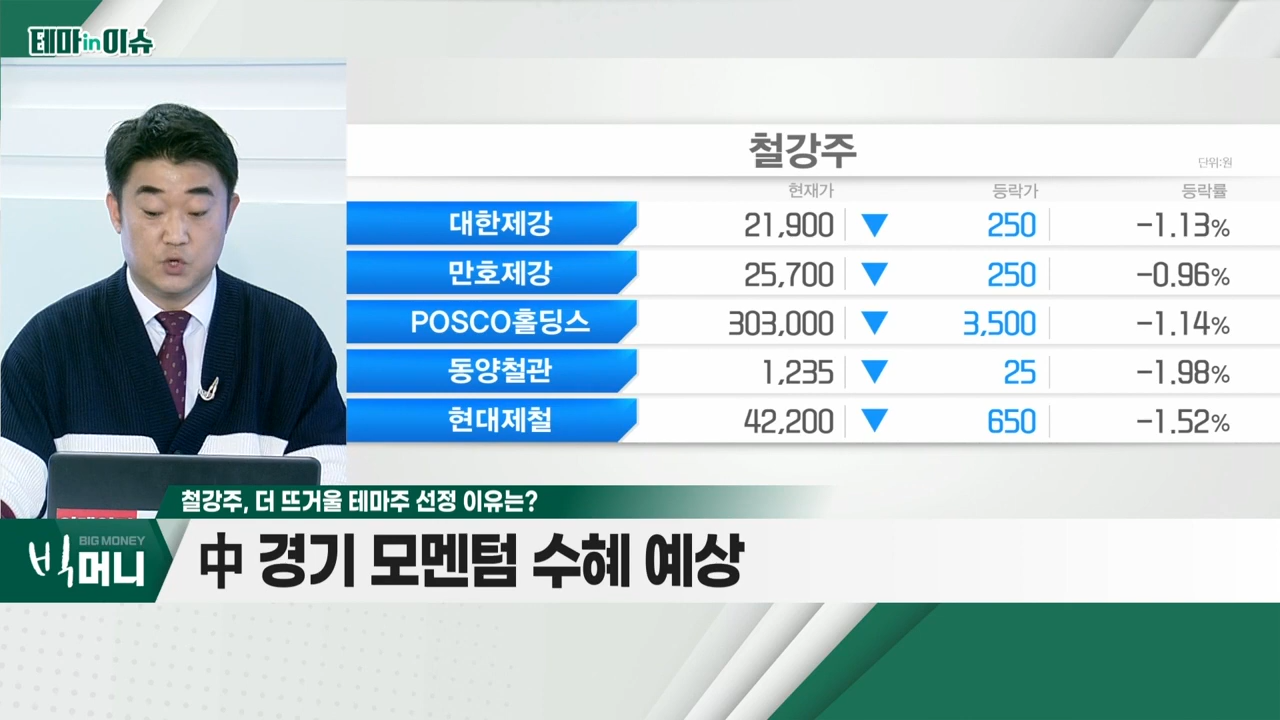 테마in이슈
철강주
단위:원
현재가 등락가 등락률
대한제강 21,900 ▼ 250 -1.13%
만호제강 25,700 ▼ 250 -0.96%
POSCO홀딩스 303,000 ▼ 3,500 -1.14%
동양철관 1,235 ▼ 25 -1.98%
현대제철 42,200 ▼ 650 -1.52%
철강주, 더 뜨거울 테마주 선정 이유는?
BIG MONEY
빅머니
中 경기 모멘텀 수혜 예상